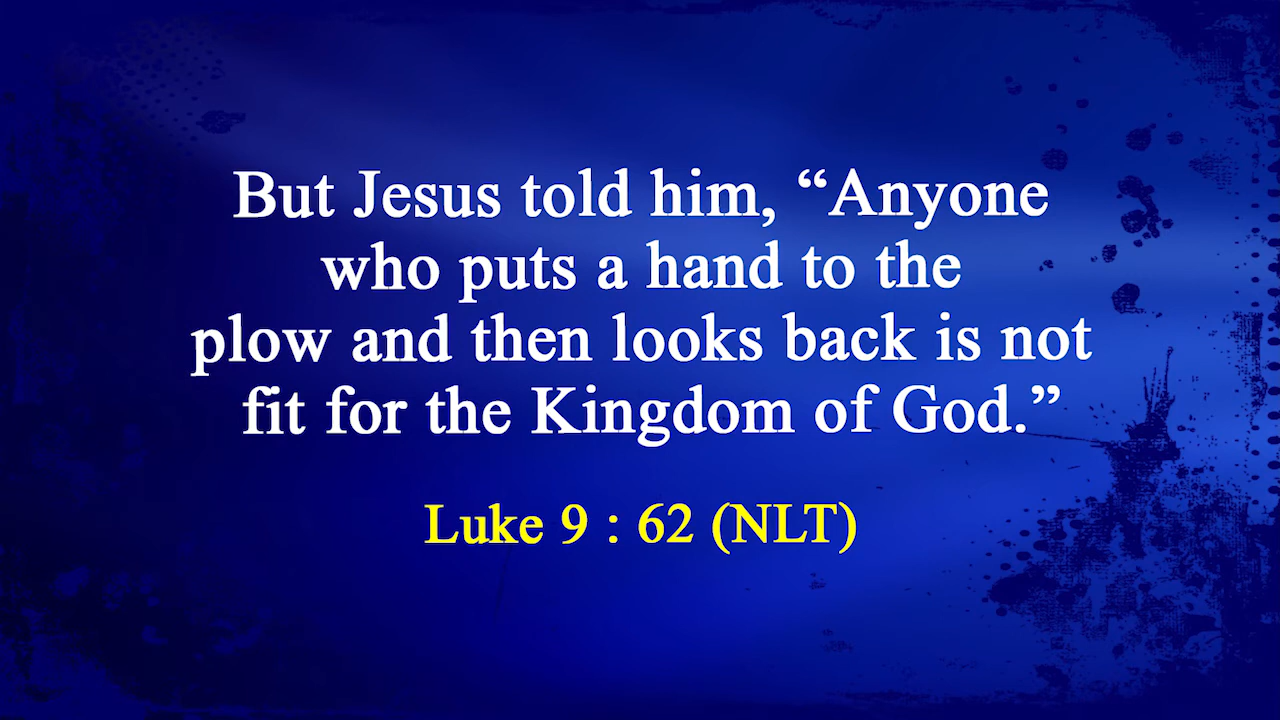 But Jesus told him, “Anyone
who puts a hand to the
plow and then looks back is not
fit for the Kingdom of God.”
Luke 9 : 62 (NLT)